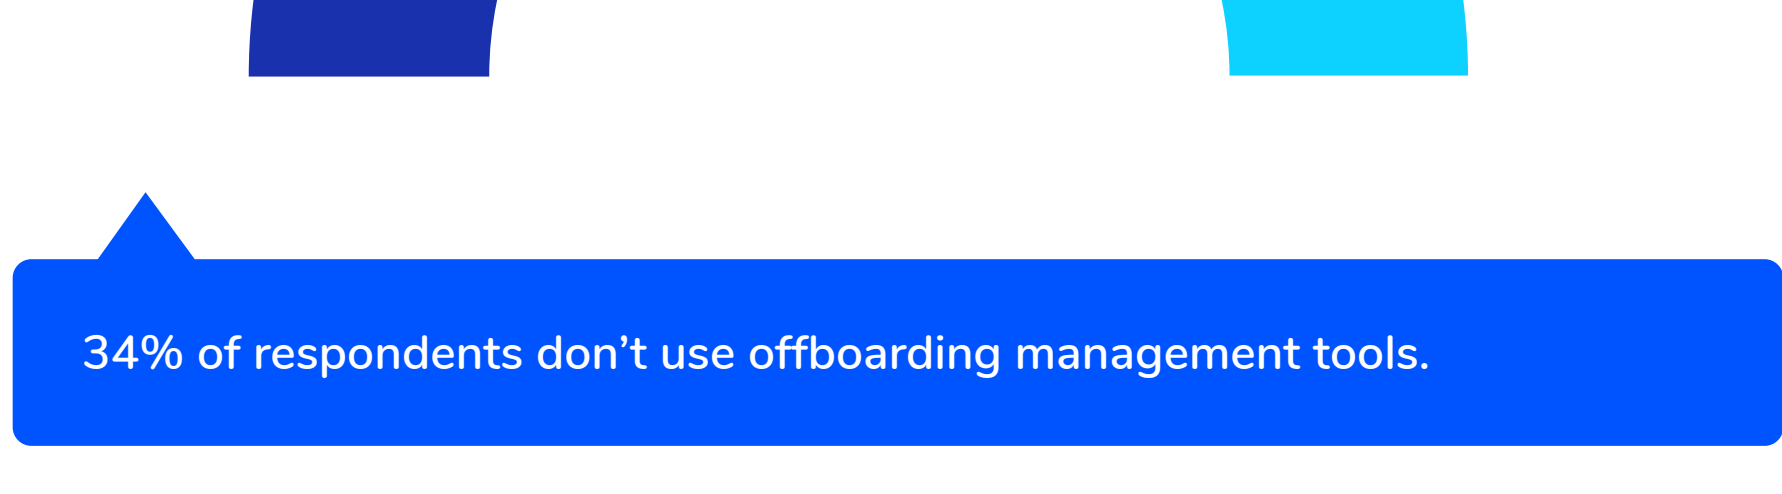 34% of respondents don’t use offboarding management tools.